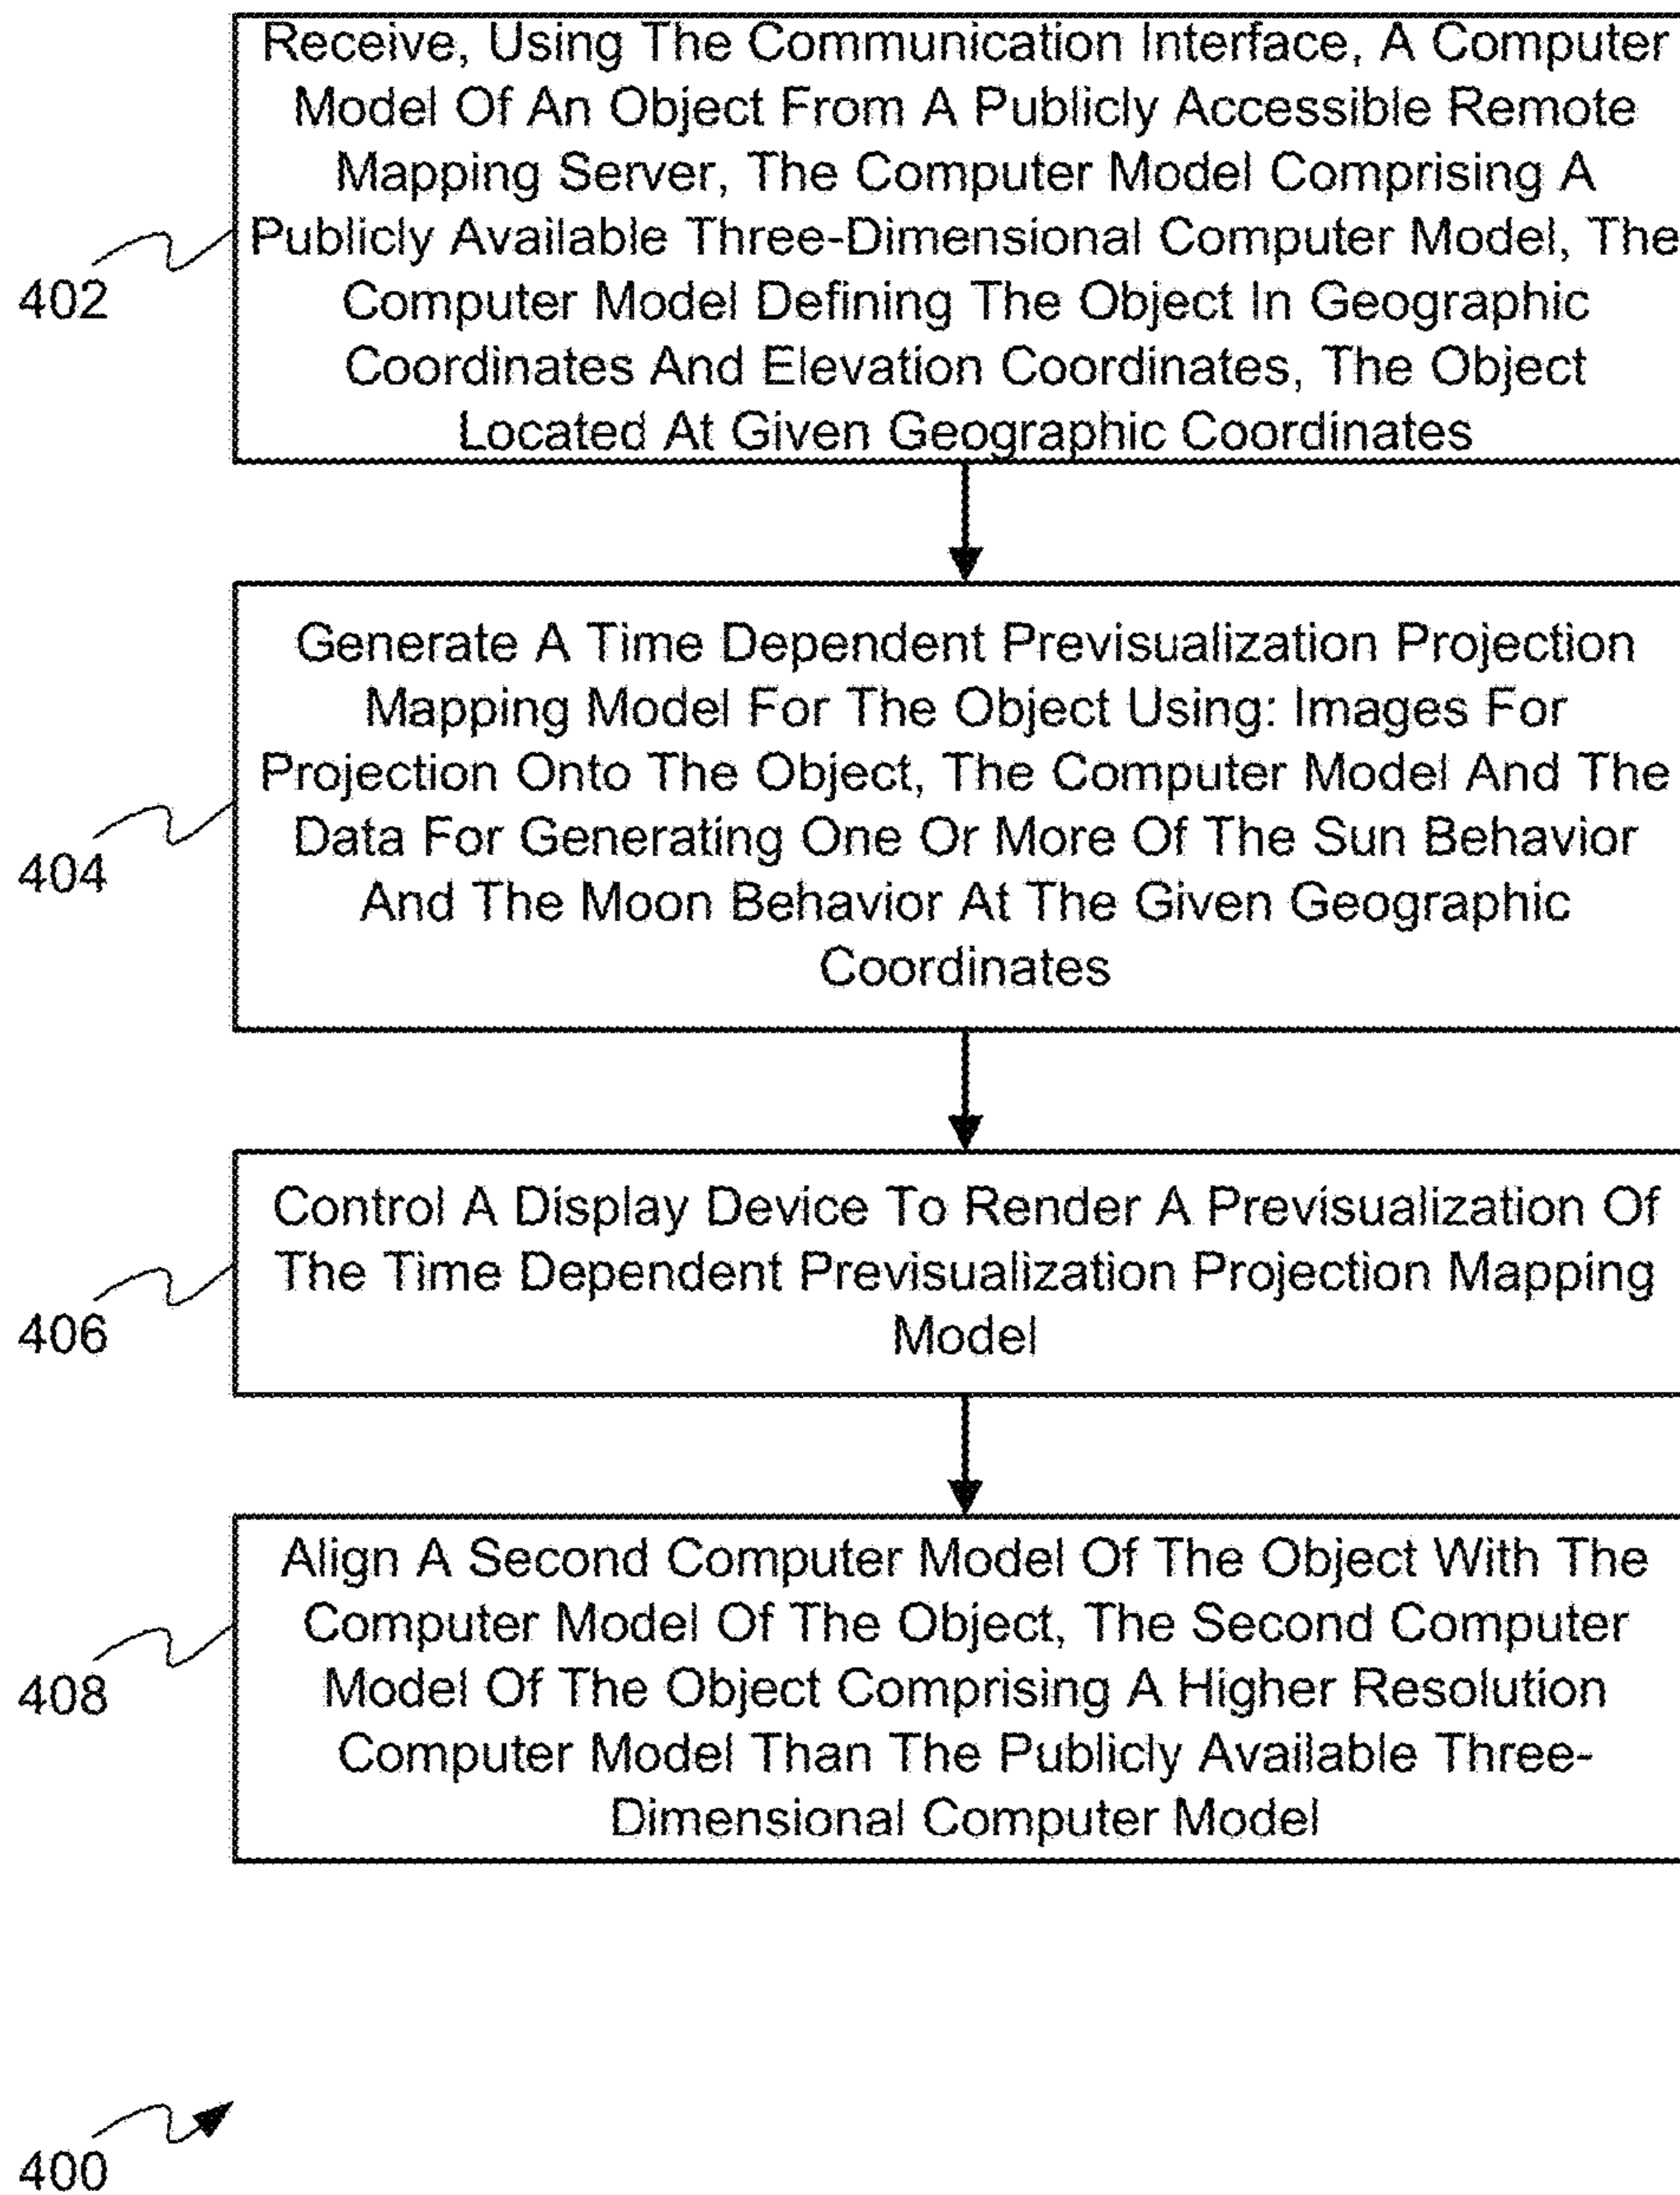 Receive, Using The Communication Interface, A Computer
Model Of An Object From A Publicly Accessible Remote
Mapping Server, The Computer Model Comprising A
Publicly Available Three-Dimensional Computer Model, The
Computer Model Defining The Object In Geographic
Coordinates And Elevation Coordinates, The Object
Located At Given Geographic Coordinates
402
Generate A Time Dependent Previsualization Projection
Mapping Model For The Object Using: Images For
Projection Onto The Object, The Computer Model And The
Data For Generating One Or More Of The Sun Behavior
And The Moon Behavior At The Given Geographic
Coordinates
404
Control A Display Device To Render A Previsualization Of
The Time Dependent Previsualization Projection Mapping
Model
406
Align A Second Computer Model Of The Object With The
Computer Model Of The Object, The Second Computer
Model Of The Object Comprising A Higher Resolution
Computer Model Than The Publicly Available Three-
Dimensional Computer Model
408
400